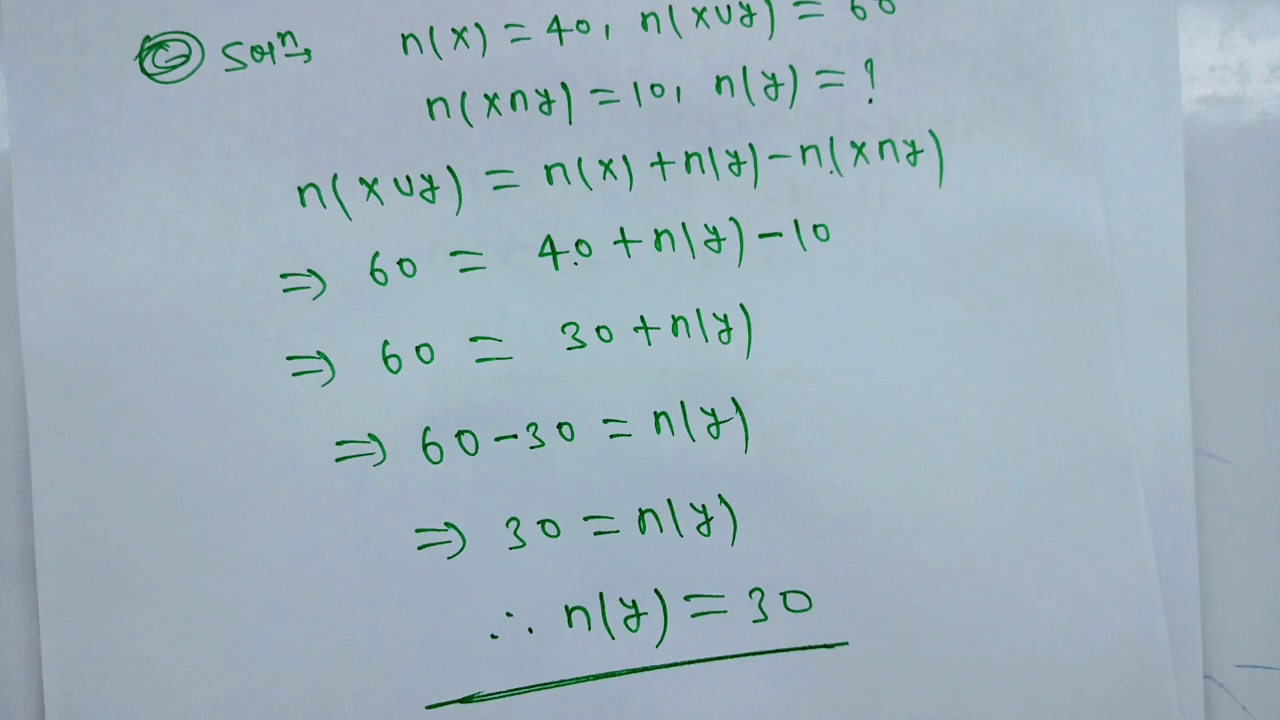 Solⁿ→ n(x) = 40, n(x∪y) = 60
n(x∩y) = 10, n(y) = ?
n(x∪y) = n(x) + n(y) - n(x∩y)
⇒ 60 = 40 + n(y) - 10
⇒ 60 = 30 + n(y)
⇒ 60 - 30 = n(y)
⇒ 30 = n(y)
∴ n(y) = 30